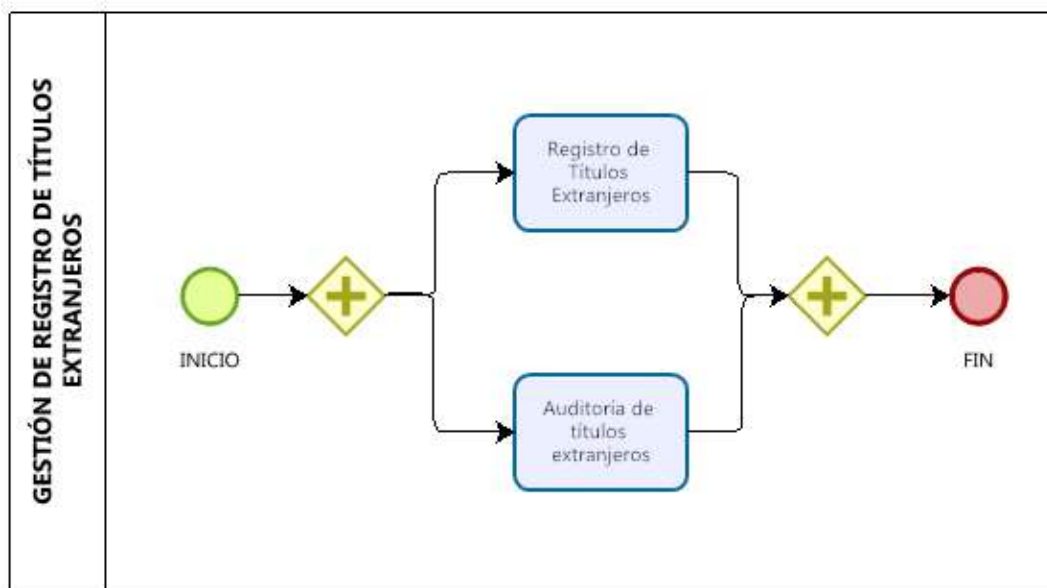 GESTIÓN DE REGISTRO DE TÍTULOS
EXTRANJEROS
INICIO
Registro de
Títulos
Extranjeros
Auditoria de
títulos
extranjeros
FIN